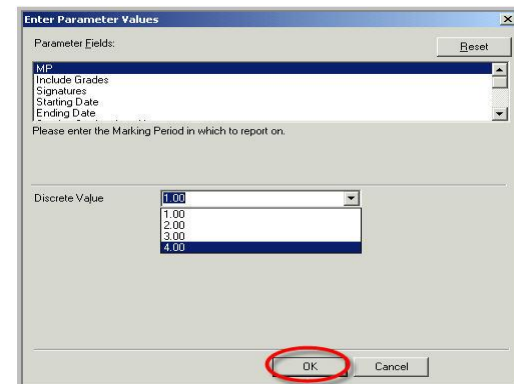 Enter Parameter Values
Parameter Fields:
Reset
MP
Include Grades
Signatures
Starting Date
Ending Date
Please enter the Marking Period in which to report on.
Discrete Value
1.00
1.00
2.00
3.00
4.00
OK
Cancel